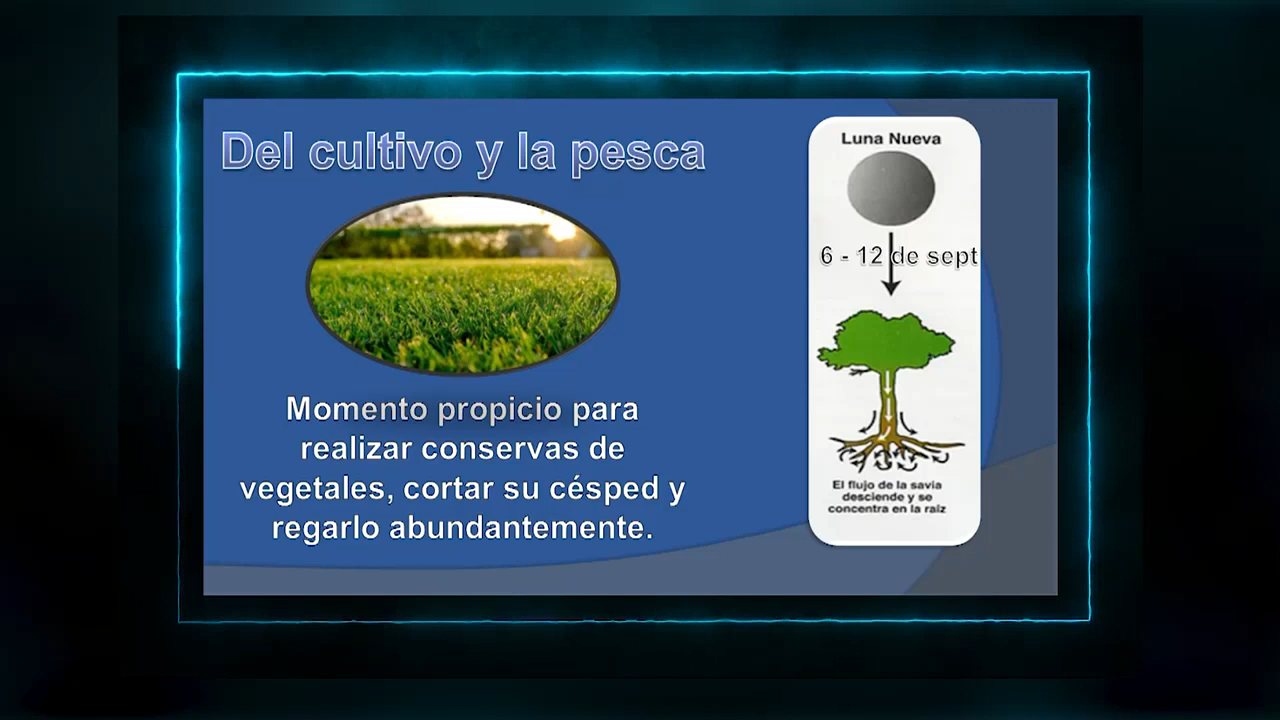 Del cultivo y la pesca
Momento propicio para
realizar conservas de
vegetales, cortar su césped y
regarlo abundantemente.
Luna Nueva
6 - 12 de sept
El flujo de la savia
desciende y se
concentra en la raíz